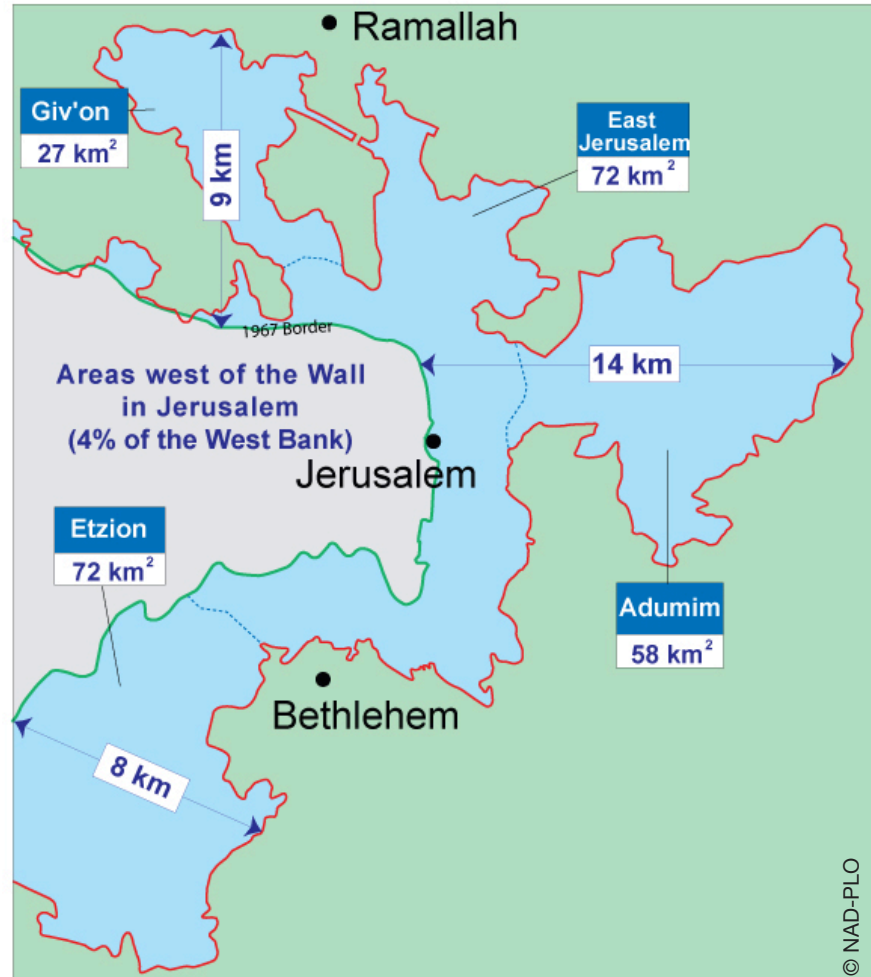 Ramallah
Giv'on
27 km²
9 km
East
Jerusalem
72 km²
1967 Border
14 km
Areas west of the Wall
in Jerusalem
(4% of the West Bank)
Jerusalem
Etzion
72 km²
Adumim
58 km²
Bethlehem
8 km
© NAD-PLO